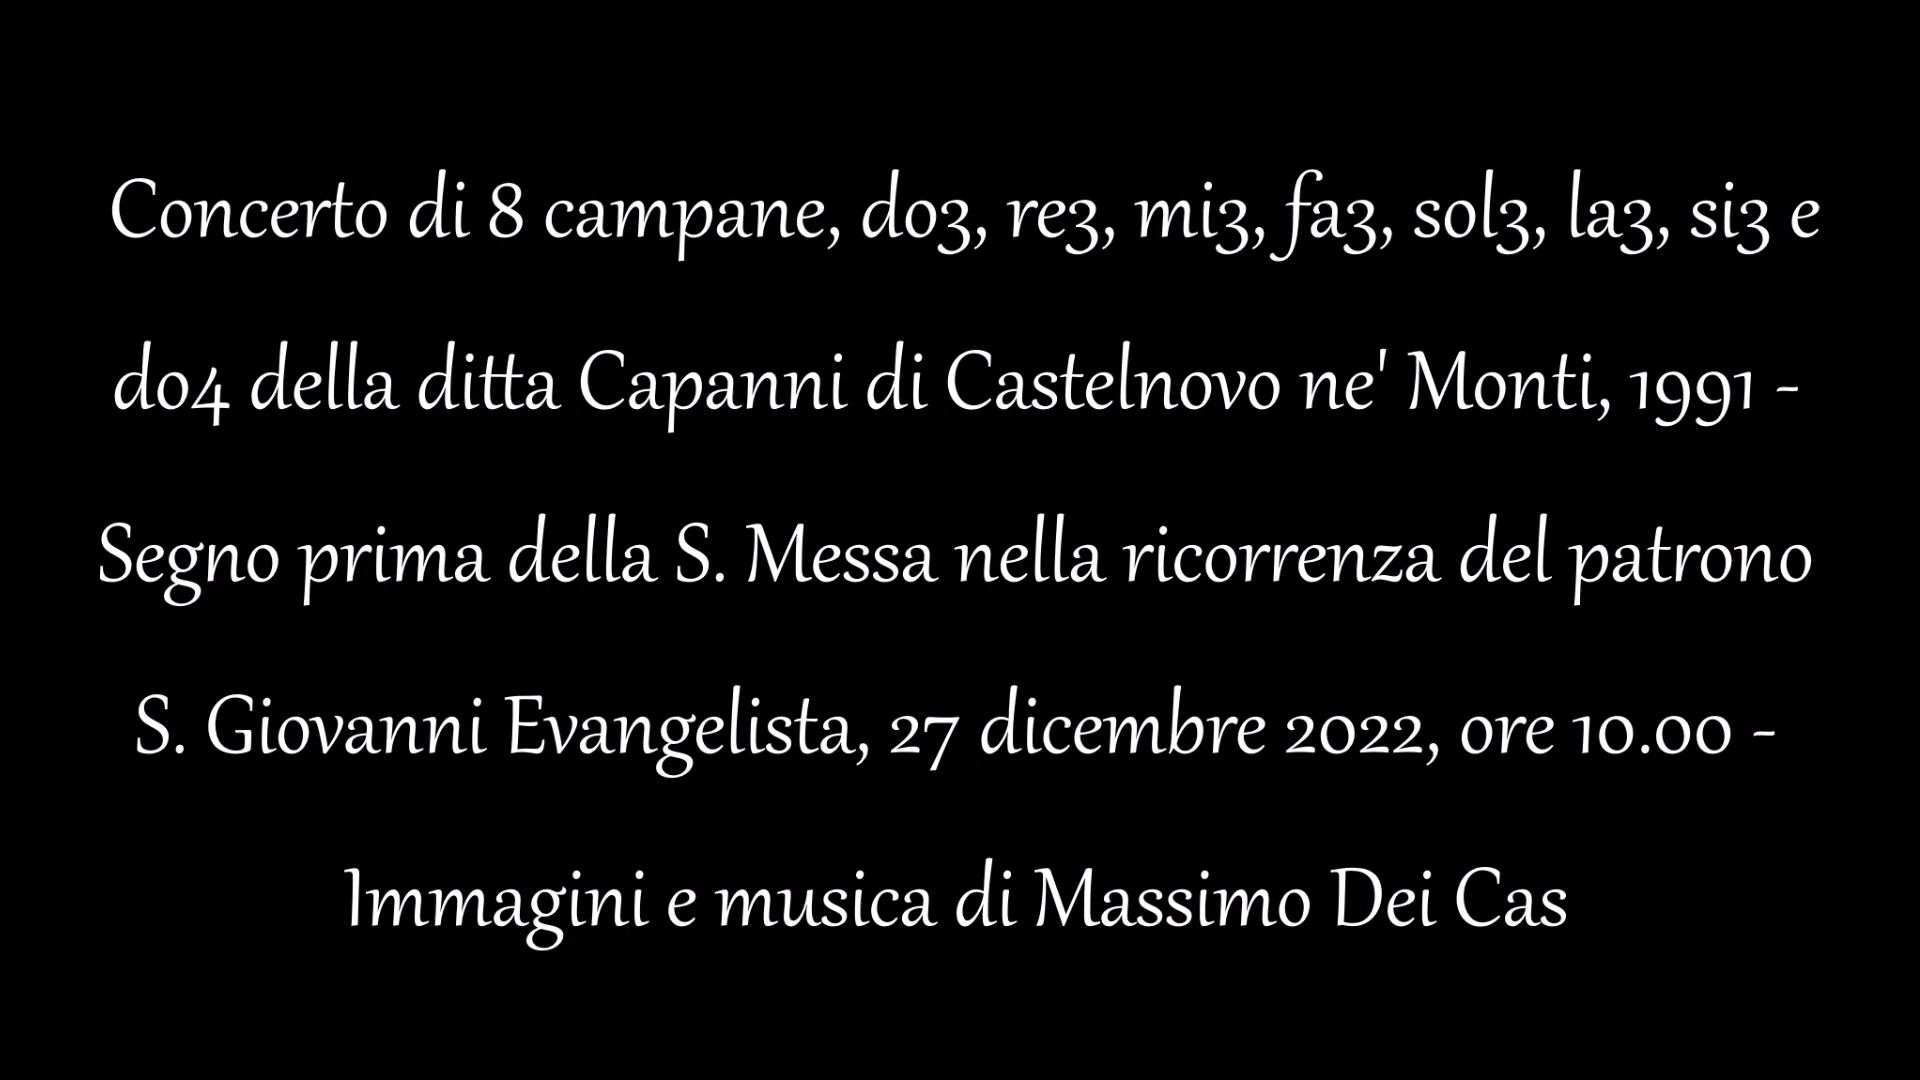 Concerto di 8 campane, do3, re3, mi3, fa3, sol3, la3, si3 e
do4 della ditta Capanni di Castelnovo ne' Monti, 1991 -
Segno prima della S. Messa nella ricorrenza del patrono
S. Giovanni Evangelista, 27 dicembre 2022, ore 10.00 -
Immagini e musica di Massimo Dei Cas